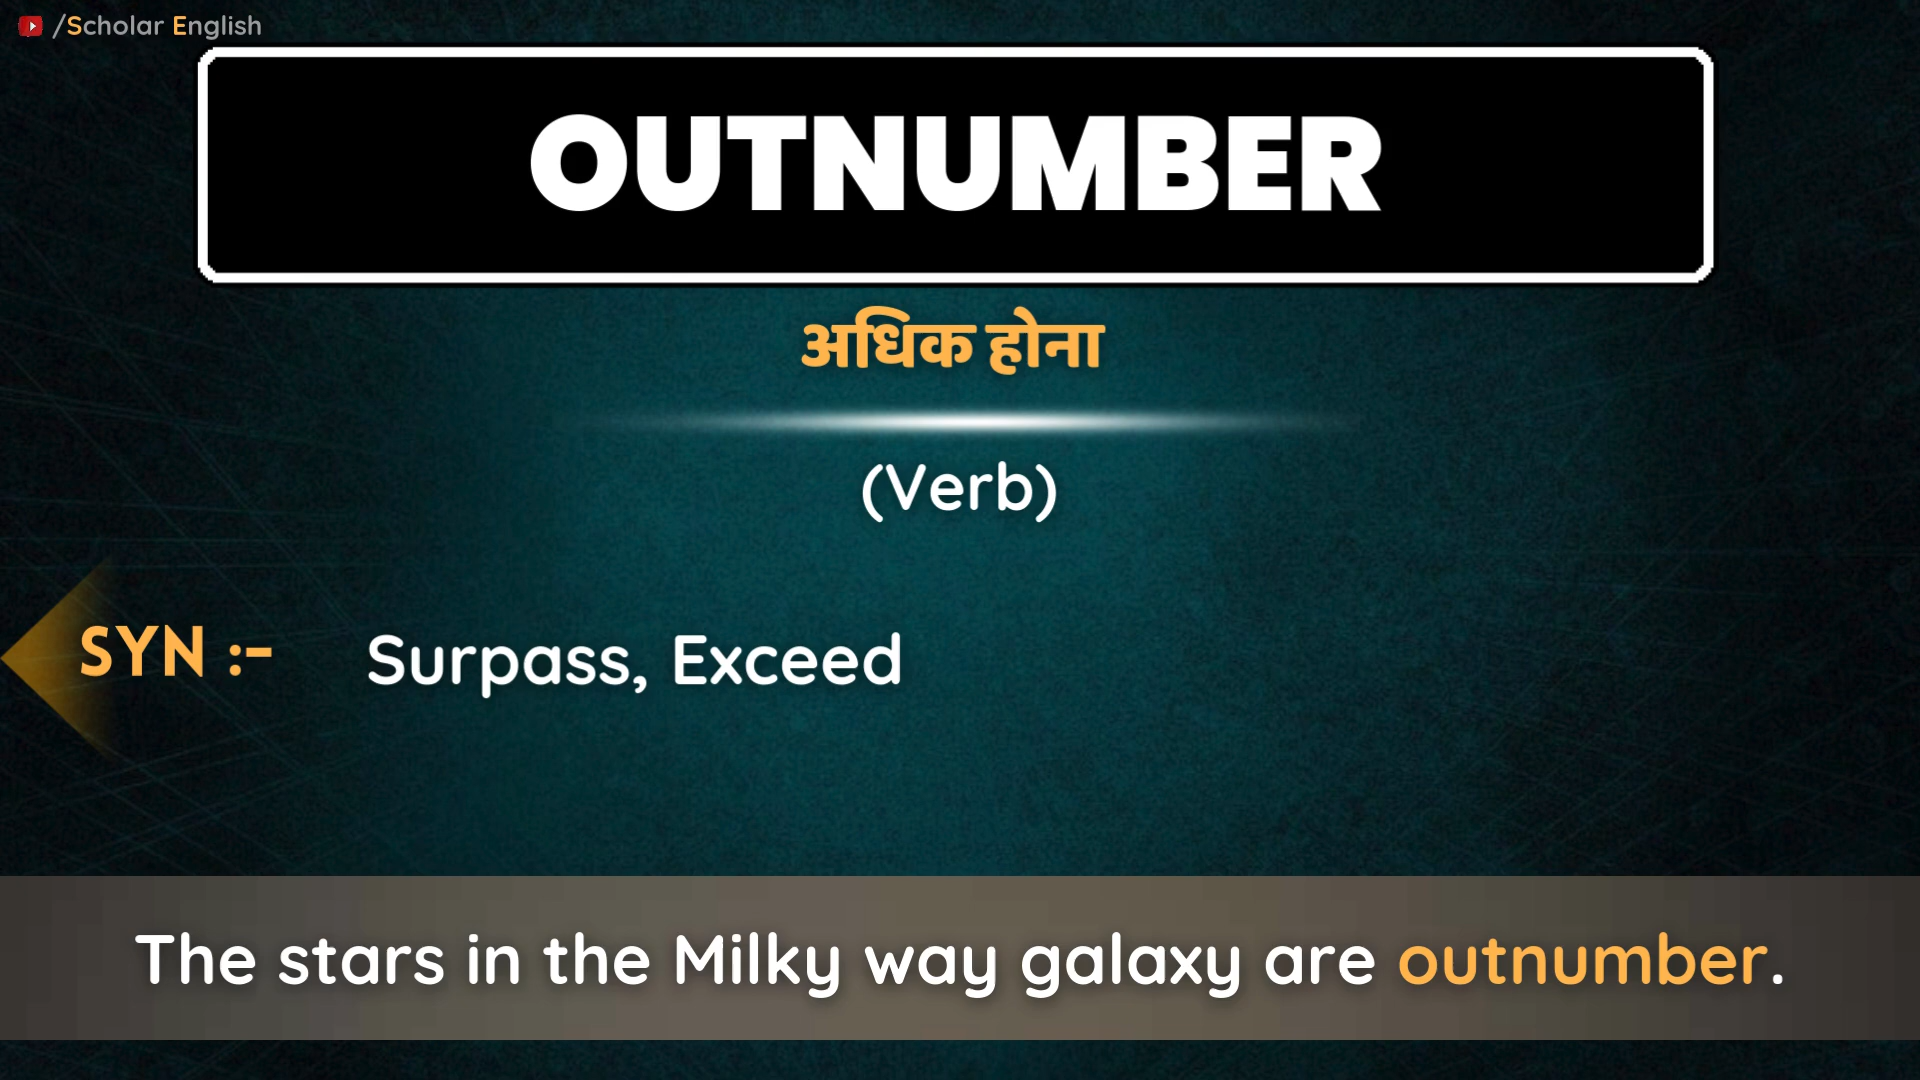 /Scholar English
OUTNUMBER
अधिक होना
(Verb)
SYN :- Surpass, Exceed
The stars in the Milky way galaxy are outnumber.